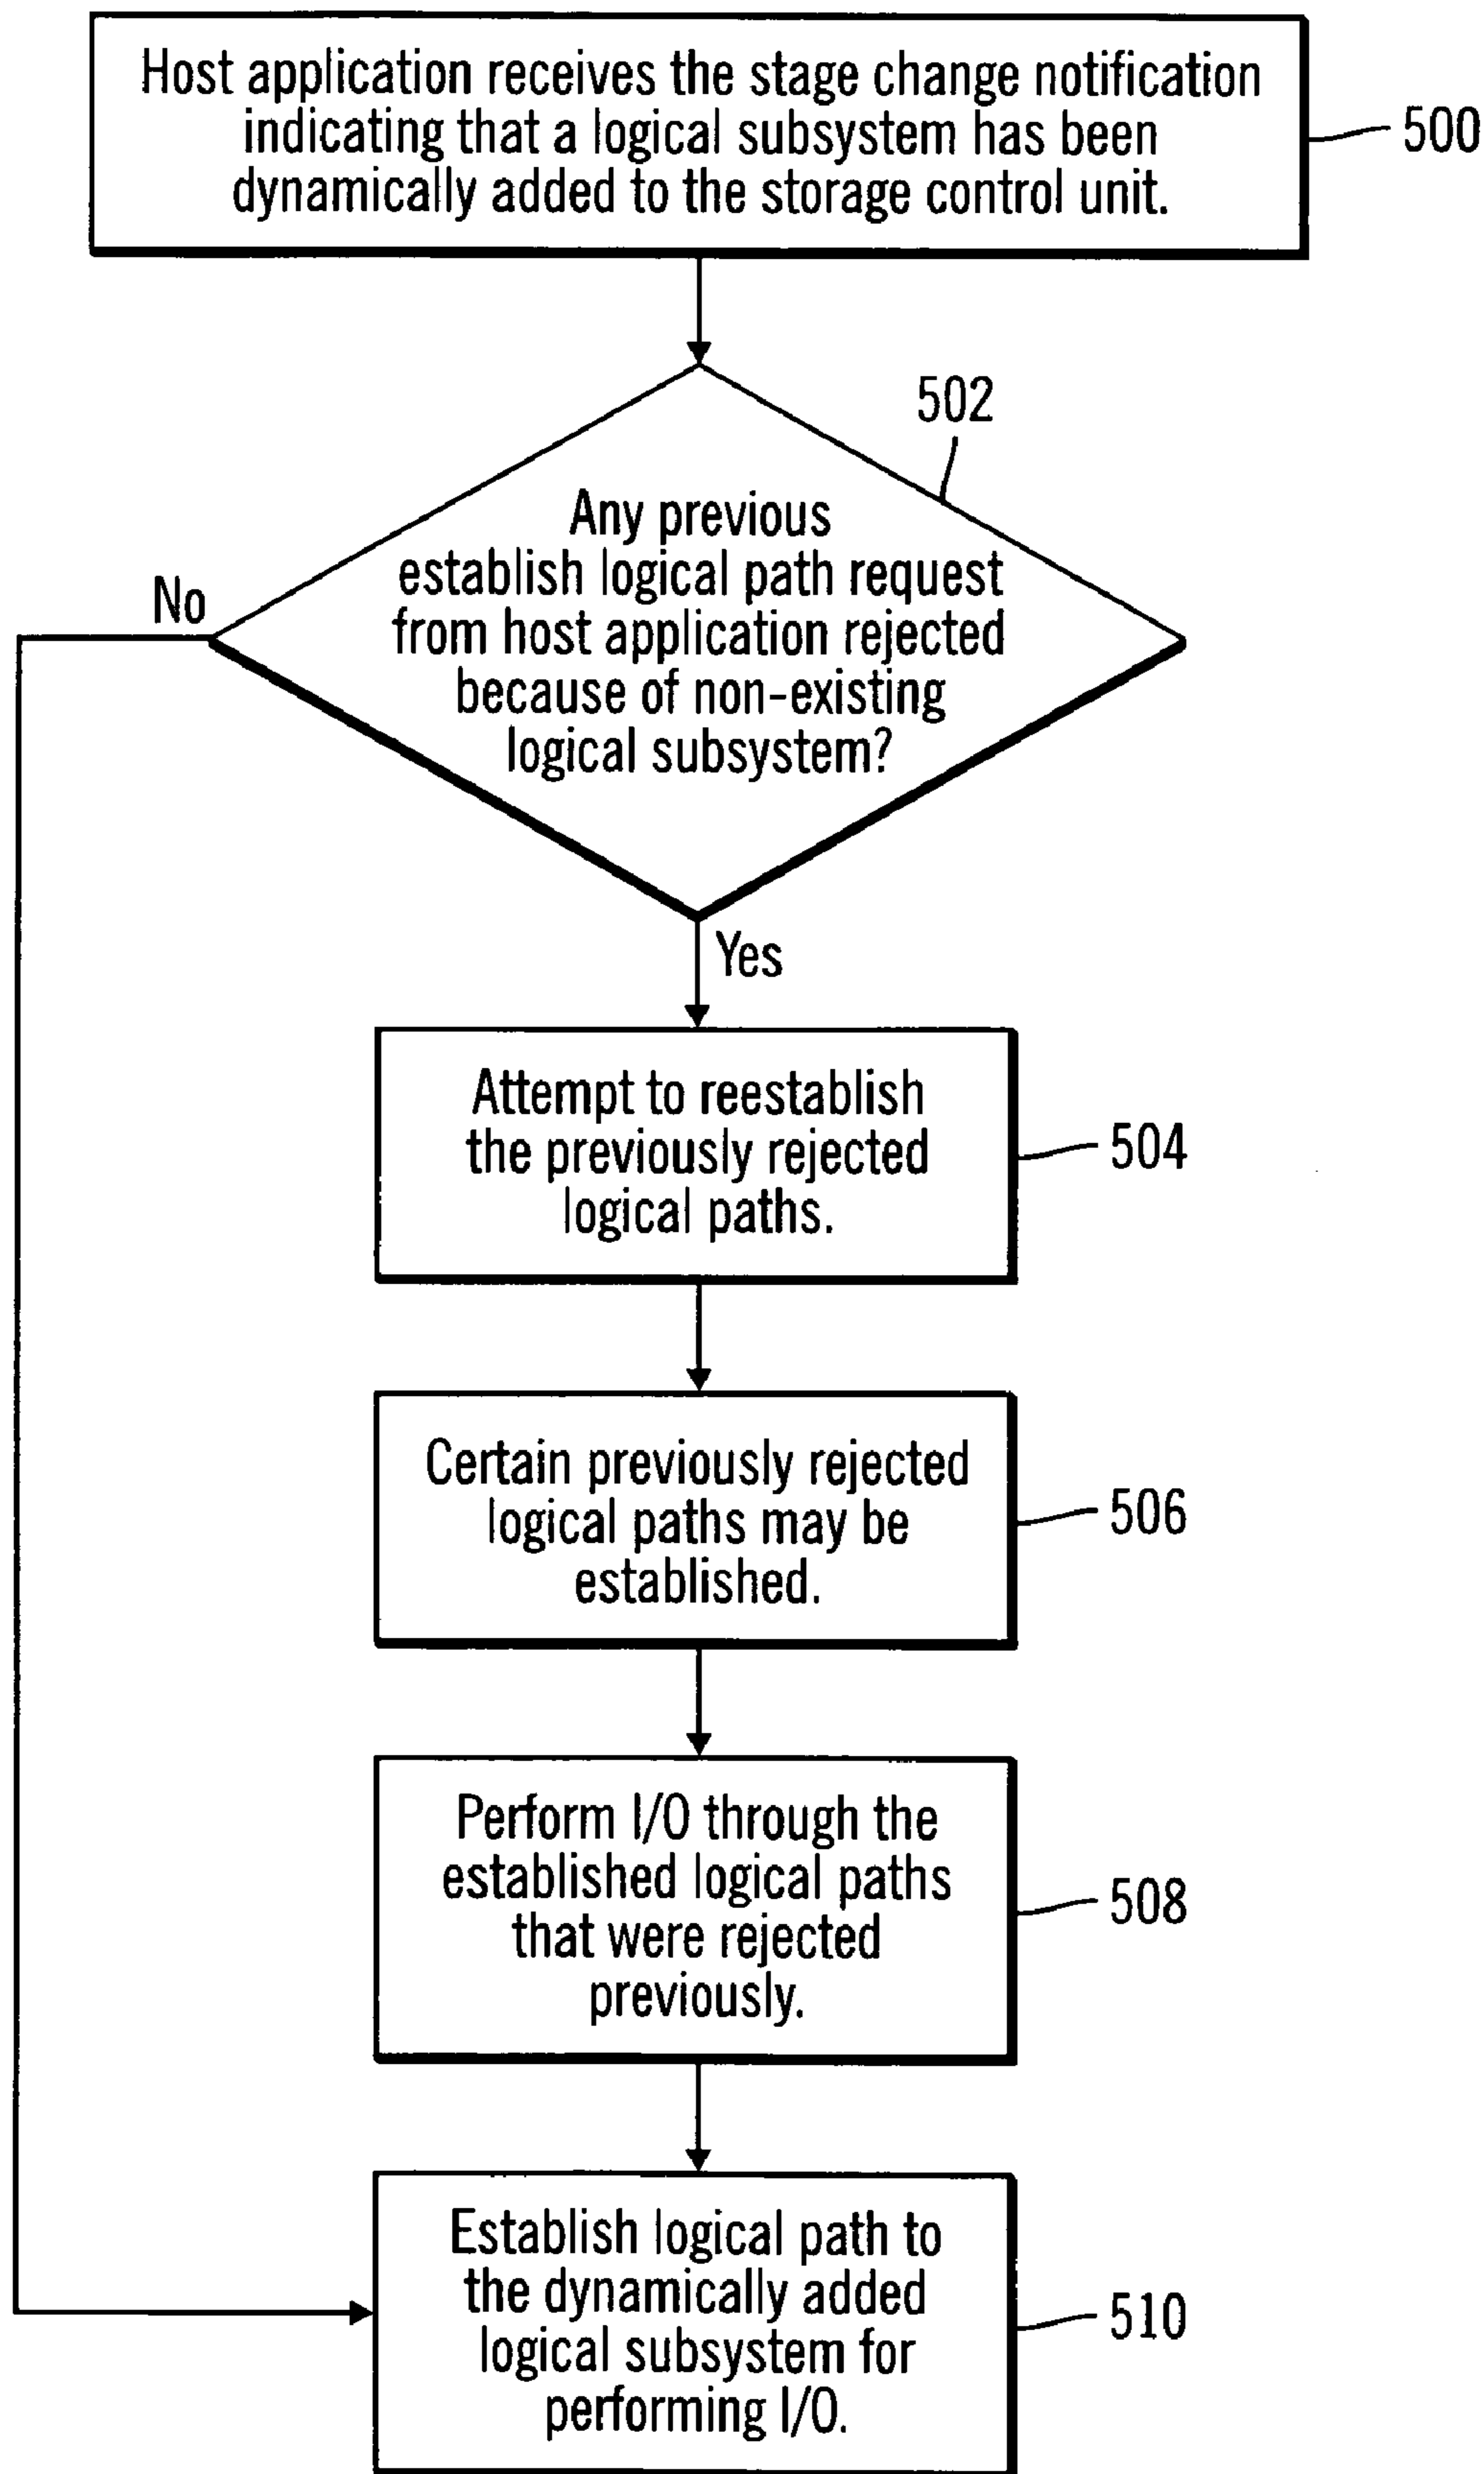 Host application receives the stage change notification
indicating that a logical subsystem has been
dynamically added to the storage control unit.
500
502
Any previous
establish logical path request
from host application rejected
because of non-existing
logical subsystem?
No
Yes
Attempt to reestablish
the previously rejected
logical paths.
504
Certain previously rejected
logical paths may be
established.
506
Perform I/O through the
established logical paths
that were rejected
previously.
508
Establish logical path to
the dynamically added
logical subsystem for
performing I/O.
510